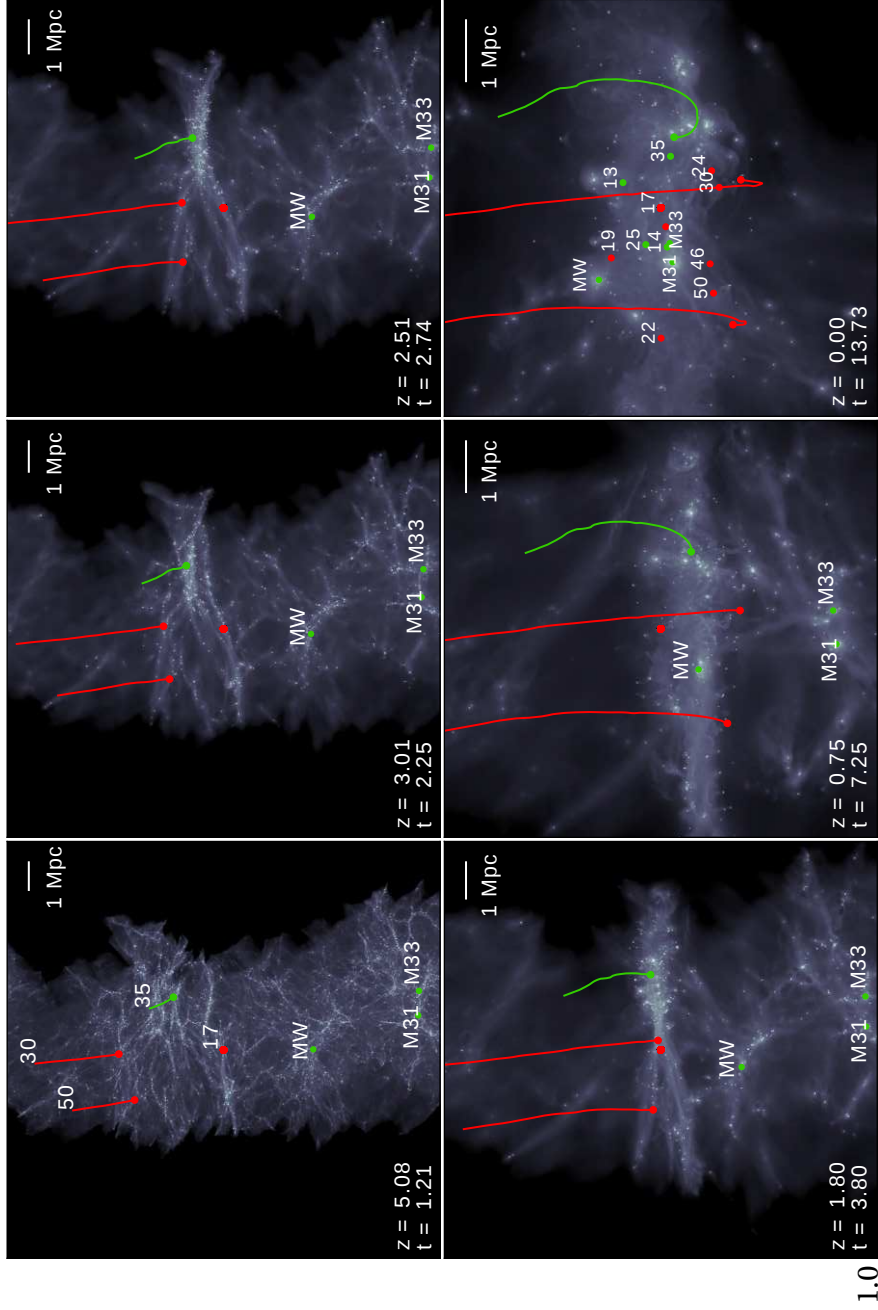 30
1 Mpc
50
35
17
MW
M31 M33
z = 5.08
t = 1.21
1 Mpc
MW
M31 M33
z = 3.01
t = 2.25
1 Mpc
MW
M31 M33
z = 2.51
t = 2.74
1 Mpc
MW
M31 M33
z = 1.80
t = 3.80
1 Mpc
MW
M31 M33
z = 0.75
t = 7.25
1 Mpc
MW
19
13
25
22
14
17
35
M31 M33
50 46
30
24
z = 0.00
t = 13.73
1.0